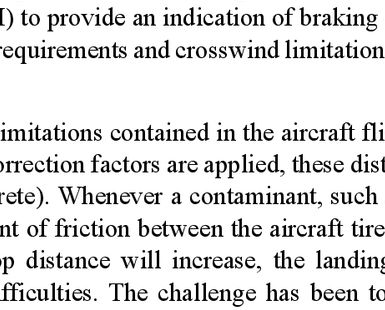 I) to provide an indication of braking
requirements and crosswind limitation
imitations contained in the aircraft fli
orrection factors are applied, these dist
rete). Whenever a contaminant, such
nt of friction between the aircraft tire
op distance will increase, the landing
fficulties. The challenge has been to